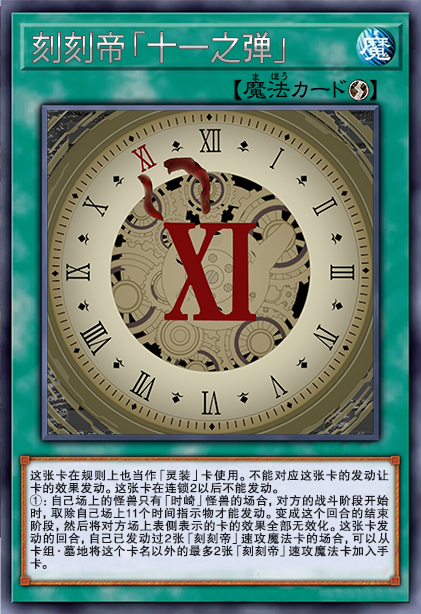 刻刻帝「十一之弹」
魔
【魔法カード】
まほう
XII
I
XI
XI
IX
III
VIII
VII
VI
V
这张卡在规则上也当作「灵装」卡使用。不能对应这张卡的发动让
卡的效果发动。这张卡在连锁2以后不能发动。
①：自己场上的怪兽只有「时崎」怪兽的场合，对方的战斗阶段开始
时，取除自己场上11个时间指示物才能发动。变成这个回合的结束
阶段，然后将对方场上表侧表示的卡的效果全部无效化。这张卡发
动的回合，自己已发动过2张「刻刻帝」速攻魔法卡的场合，可以从
卡组·墓地将这个卡名以外的最多2张「刻刻帝」速攻魔法卡加入手
卡。